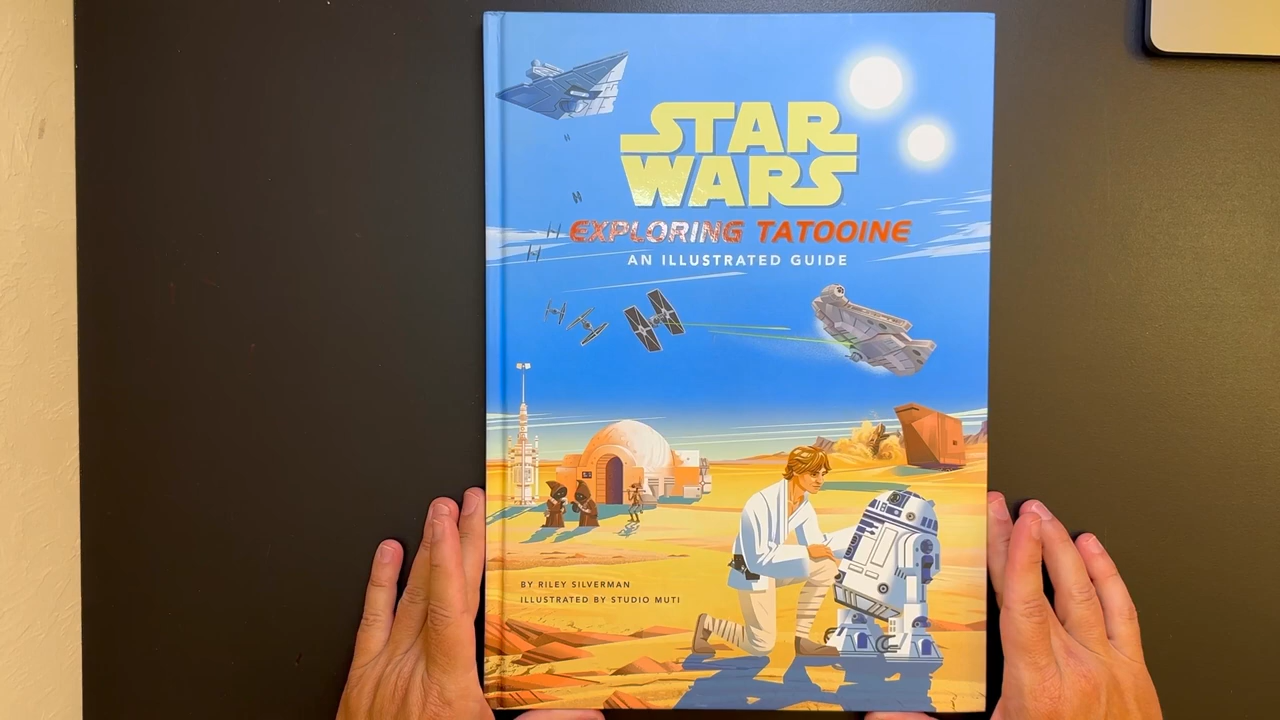 STAR
WARS
EXPLORING TATOOINE
AN ILLUSTRATED GUIDE
BY RILEY SILVERMAN
ILLUSTRATED BY STUDIO MUTI